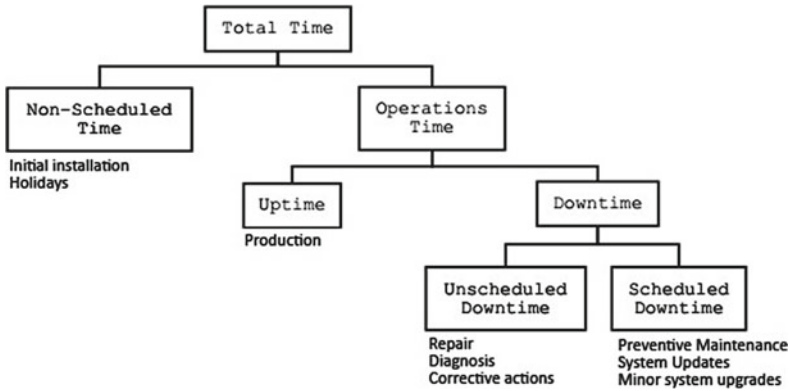 Total Time
Non-Scheduled
Time
Operations
Time
Initial installation
Holidays
Uptime
Downtime
Production
Unscheduled
Downtime
Scheduled
Downtime
Repair
Diagnosis
Corrective actions
Preventive Maintenance
System Updates
Minor system upgrades